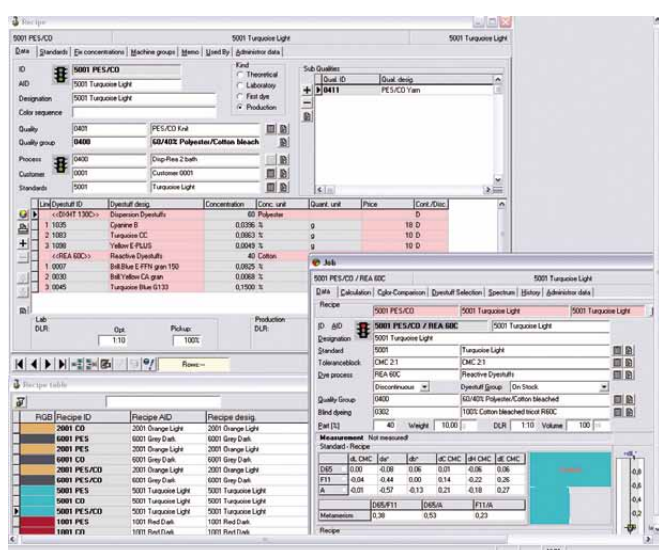 Recipe
5001 PES/CO 5001 Turquoise Light 5001 Turquoise Light
Data Standards Fix concentrations Machine groups Memo Used By Administror data
ID 5001 PES/CO
AID 5001 Turquoise Light
Designation 5001 Turquoise Light
Color sequence
Kind
Theoretical
Laboratory
First dye
Production
Sub Qualities
Qual. ID Qual. desig.
0411 PES/CO Yarn
Quality 0401 PES/CO Knit
Quality group 0400 60/40% Polyester/Cotton bleach
Process 0400 Disp-Rea 2 bath
Customer 0001 Customer 0001
Standards 5001 Turquoise Light
Line Dyestuff ID Dyestuff desig. Concentration Conc. unit Quant. unit Price Cont./Disc.
<<DIXHT 130C>> Dispersion Dyestuffs 60 Polyester D
1 1035 Cyanine B 0,0396 % g 18 D
2 1083 Turquoise CC 0,0863 % g 10 D
3 1098 Yellow E-PLUS 0,0049 % g 10 D
<<REA 60C>> Reactive Dyestuffs 40 Cotton
1 0007 Brill.Blue E-FFN gran 150 0,0825 %
2 0030 Brill.Yellow CA gran 0,0068 %
3 0045 Turquoise Blue G133 0,1500 %
Lab
DLR: Opt. Pickup:
1:10 100%
Production
DLR:
Rows:--
Recipe table
RGB Recipe ID Recipe AID Recipe desig.
2001 CO 2001 Orange Light 2001 Orange Light
6001 PES 6001 Grey Dark 6001 Grey Dark
2001 PES 2001 Orange Light 2001 Orange Light
6001 CO 6001 Grey Dark 6001 Grey Dark
2001 PES/CO 2001 Orange Light 2001 Orange Light
6001 PES/CO 6001 Grey Dark 6001 Grey Dark
5001 PES 5001 Turquoise Light 5001 Turquoise Light
5001 CO 5001 Turquoise Light 5001 Turquoise Light
5001 PES/CO 5001 Turquoise Light 5001 Turquoise Light
1001 PES 1001 Red Dark 1001 Red Dark
1001 CO 1001 Red Dark 1001 Red Dark
Job
5001 PES/CO / REA 60C 5001 Turquoise Light
Data Calculation Color-Comparison Dyestuff Selection Spectrum History Administror data
Recipe
5001 PES/CO 5001 Turquoise Light 5001 Turquoise Light
ID AID 5001 PES/CO / REA 60C 5001 Turquoise Light
Designation 5001 Turquoise Light
Standard 5001 Turquoise Light
Toleranceblock CMC 2:1 CMC 2:1
Dye process REA 60C Reactive Dyestuffs
Discontinuous Dyestuff Group On Stock
Quality Group 0400 60/40% Polyester/Cotton bleached
Blind dyeing 0302 100% Cotton bleached tricot R60C
Part [%] 40 Weight 10,00 DLR 1:10 Volume 100
Measurement Not measured!
Standard - Recipe
dL CMC da* db* dC CMC dH CMC dE CMC
D65 0,00 -0,08 0,06 0,01 -0,06 0,06
F11 -0,04 -0,44 0,00 0,14 -0,22 0,26
A -0,01 -0,57 -0,13 0,21 -0,18 0,27
D65/F11 D65/A F11/A
Metamerism 0,38 0,53 0,23
Recipe
0,8
0,6
0,4
0,2